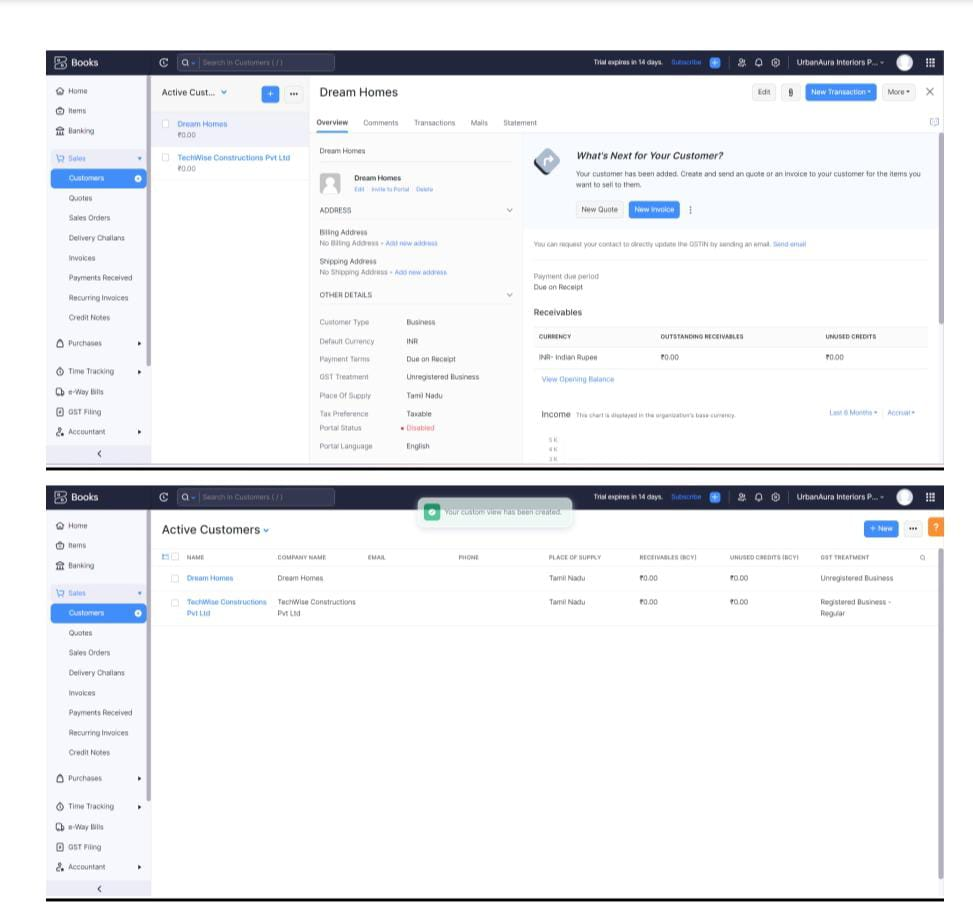 Books
Search in Customers ( / )
Trial expires in 14 days. Subscribe
UrbanAura Interiors P...
Home
Items
Banking
Sales
Customers
Quotes
Sales Orders
Delivery Challans
Invoices
Payments Received
Recurring Invoices
Credit Notes
Purchases
Time Tracking
e-Way Bills
GST Filing
Accountant
Active Cust...
Dream Homes
₹0.00
TechWise Constructions Pvt Ltd
₹0.00
Dream Homes
Edit
New Transaction
More
Overview Comments Transactions Mails Statement
Dream Homes
Dream Homes
Edit Invite to Portal Delete
ADDRESS
Billing Address
No Billing Address - Add new address
Shipping Address
No Shipping Address - Add new address
OTHER DETAILS
Customer Type Business
Default Currency INR
Payment Terms Due on Receipt
GST Treatment Unregistered Business
Place Of Supply Tamil Nadu
Tax Preference Taxable
Portal Status Disabled
Portal Language English
What's Next for Your Customer?
Your customer has been added. Create and send an quote or an invoice to your customer for the items you
want to sell to them.
New Quote New Invoice
You can request your contact to directly update the GSTIN by sending an email. Send email
Payment due period
Due on Receipt
Receivables
CURRENCY OUTSTANDING RECEIVABLES UNUSED CREDITS
INR- Indian Rupee ₹0.00 ₹0.00
View Opening Balance
Income This chart is displayed in the organization's base currency.
Last 6 Months Accrual
5 K
4 K
3 K
Books
Search in Customers ( / )
Trial expires in 14 days. Subscribe
UrbanAura Interiors P...
Home
Items
Banking
Sales
Customers
Quotes
Sales Orders
Delivery Challans
Invoices
Payments Received
Recurring Invoices
Credit Notes
Purchases
Time Tracking
e-Way Bills
GST Filing
Accountant
Your custom view has been created.
Active Customers
+ New
?
NAME COMPANY NAME EMAIL PHONE PLACE OF SUPPLY RECEIVABLES (BCY) UNUSED CREDITS (BCY) GST TREATMENT
Dream Homes Dream Homes Tamil Nadu ₹0.00 ₹0.00 Unregistered Business
TechWise Constructions TechWise Constructions Tamil Nadu ₹0.00 ₹0.00 Registered Business -
Pvt Ltd Pvt Ltd Regular